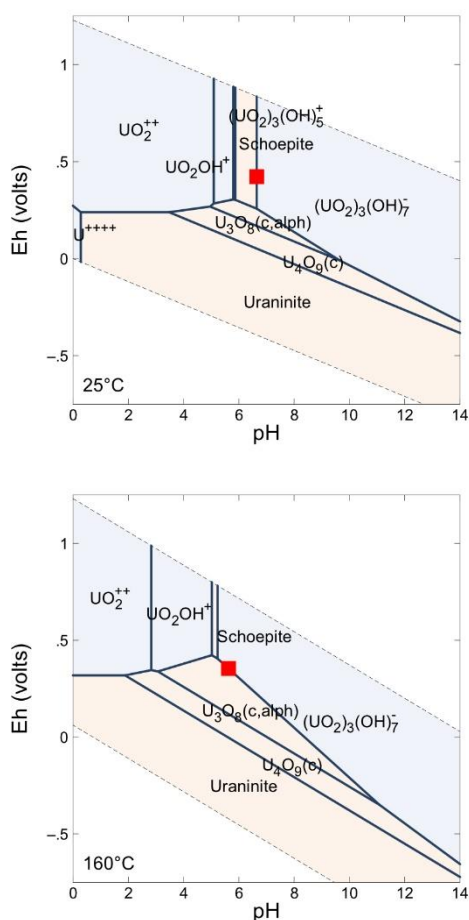 1
.5
0
–.5
Eh (volts)
UO₂⁺⁺
UO₂OH⁺
(UO₂)₃(OH)₅⁺
Schoepite
(UO₂)₃(OH)₇⁻
U⁺⁺⁺⁺
U₃O₈(c,alph)
U₄O₉(c)
Uraninite
25°C
0 2 4 6 8 10 12 14
pH
1
.5
0
–.5
Eh (volts)
UO₂⁺⁺
UO₂OH⁺
Schoepite
U₃O₈(c,alph)
(UO₂)₃(OH)₇⁻
U₄O₉(c)
Uraninite
160°C
0 2 4 6 8 10 12 14
pH